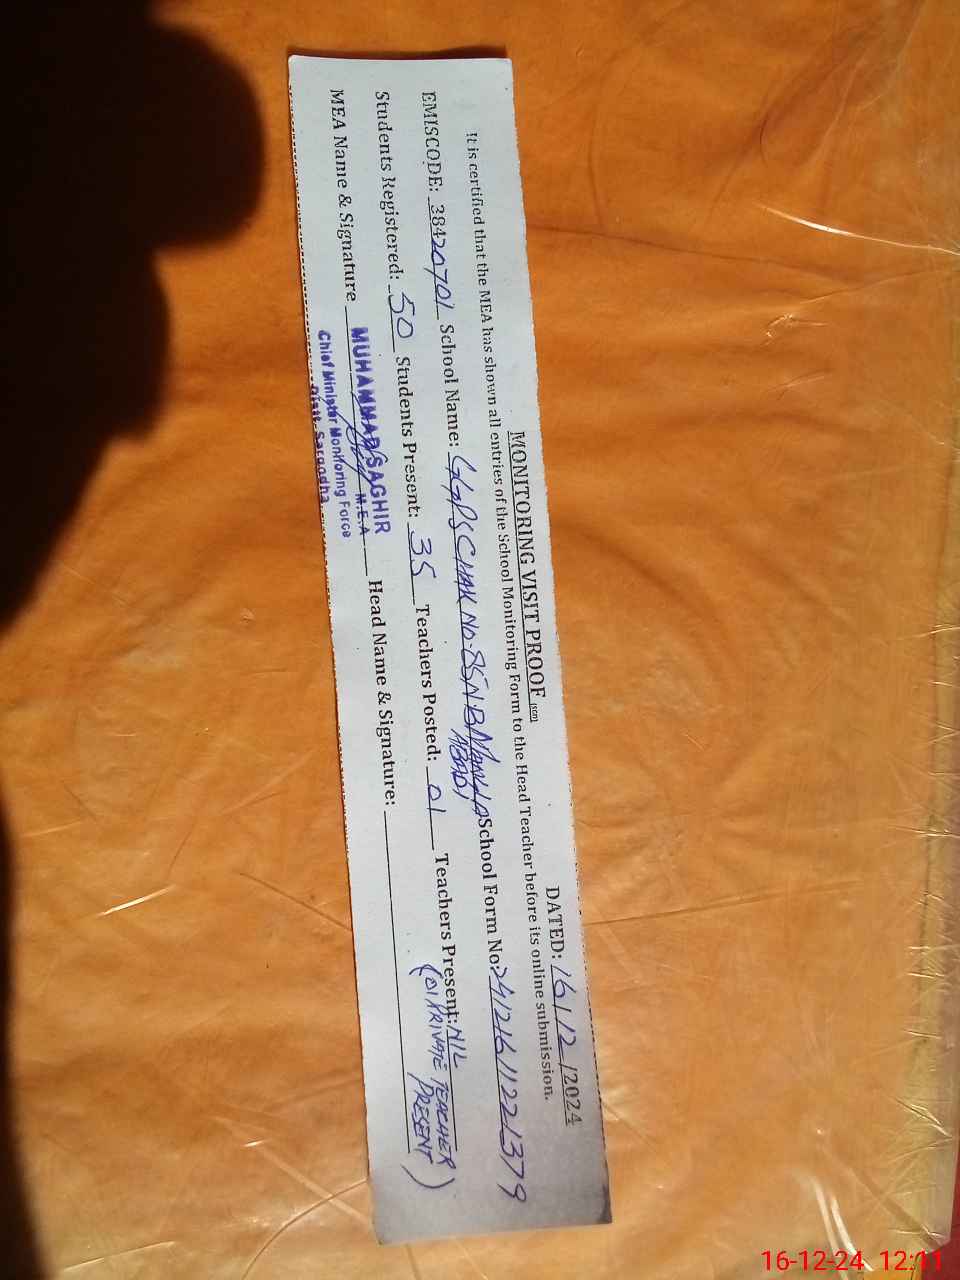 MONITORING VISIT PROOF (SGD) DATED: 16/12/2024
It is certified that the MEA has shown all entries of the School Monitoring Form to the Head Teacher before its online submission.
EMISCODE: 38420701 School Name: GGPS CHAK NO. 85 NB School Form No: 24121611221379
ABADI
Students Registered: 50 Students Present: 35 Teachers Posted: 01 Teachers Present: NIL
(01 PRIVATE TEACHER
PRESENT)
MEA Name & Signature Head Name & Signature:
MUHAMMAD SAGHIR
M.E.A
Chief Minister Monitoring Force
Distt. Sargodha
16-12-24 12:11